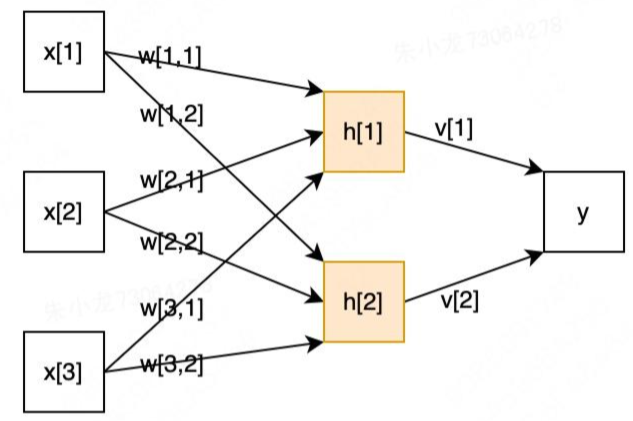 x[1]
w[1,1]
w[1,2]
h[1]
v[1]
w[2,1]
x[2]
y
w[2,2]
h[2]
v[2]
w[3,1]
x[3]
w[3,2]
朱小龙73064278
朱小龙73064278